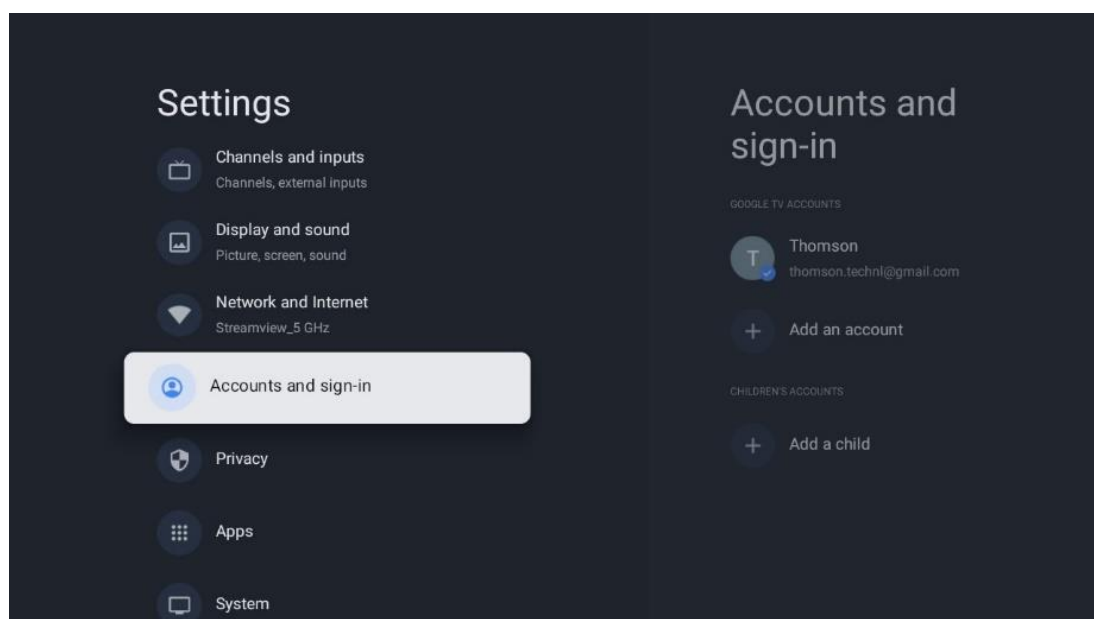 Settings
Channels and inputs
Channels, external inputs
Display and sound
Picture, screen, sound
Network and Internet
Streamview_5 GHz
Accounts and sign-in
Privacy
Apps
System
Accounts and
sign-in
GOOGLE TV ACCOUNTS
T
Thomson
thomson.technl@gmail.com
Add an account
CHILDREN'S ACCOUNTS
Add a child